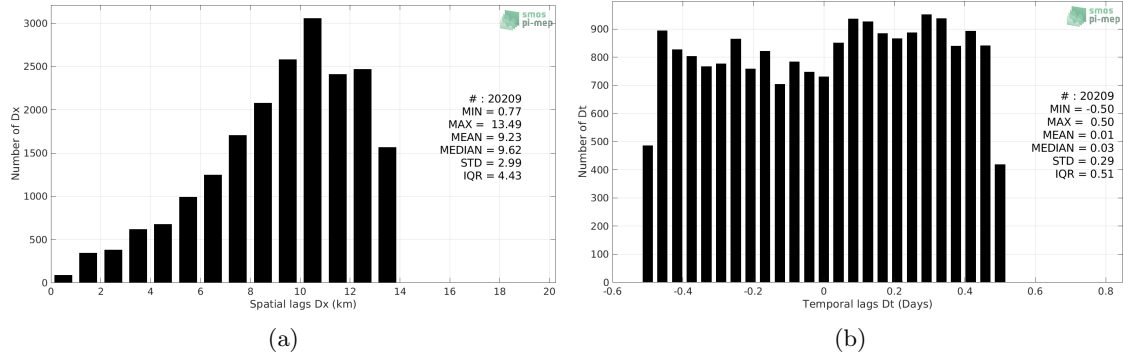 smos
pi-mep
3000
2500
2000
1500
1000
500
0
Number of Dx
# : 20209
MIN = 0.77
MAX = 13.49
MEAN = 9.23
MEDIAN = 9.62
STD = 2.99
IQR = 4.43
0 2 4 6 8 10 12 14 16 18 20
Spatial lags Dx (km)
(a)
smos
pi-mep
900
800
700
600
500
400
300
200
100
0
Number of Dt
# : 20209
MIN = -0.50
MAX = 0.50
MEAN = 0.01
MEDIAN = 0.03
STD = 0.29
IQR = 0.51
-0.6 -0.4 -0.2 0 0.2 0.4 0.6 0.8
Temporal lags Dt (Days)
(b)